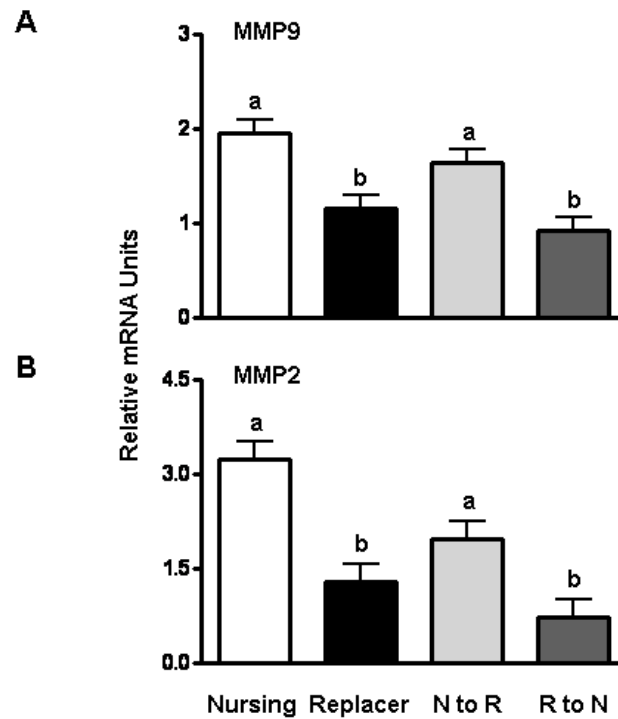 A
MMP9
3
2
1
0
a
b
a
b
Relative mRNA Units
B
MMP2
4.5
3.0
1.5
0.0
a
b
a
b
Nursing Replacer N to R R to N